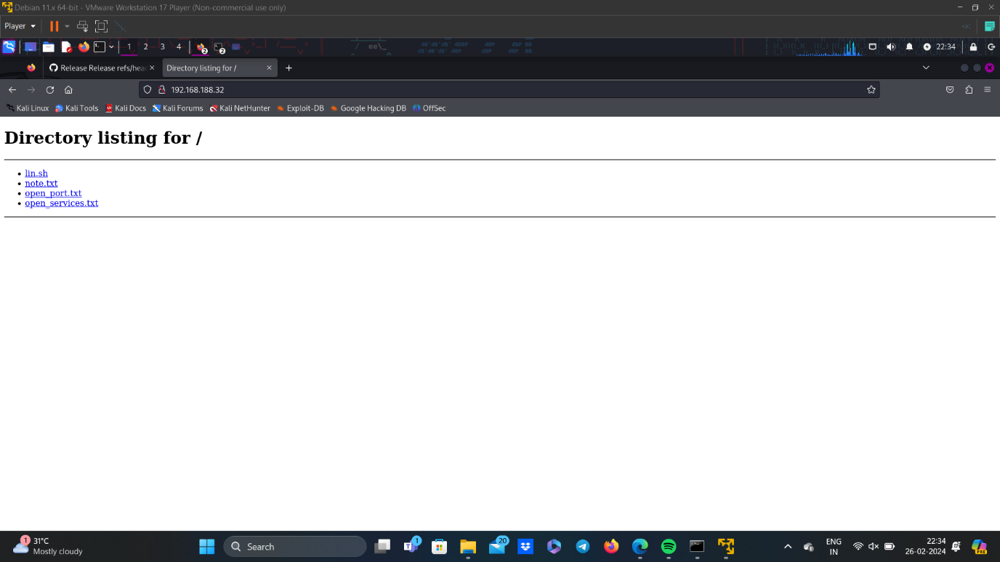 Debian 11.x 64-bit - VMware Workstation 17 Player (Non-commercial use only)
Player
1 2 3 4 2 2 22:34
Release Release refs/hea Directory listing for /
192.168.188.32
Kali Linux Kali Tools Kali Docs Kali Forums Kali NetHunter Exploit-DB Google Hacking DB OffSec
Directory listing for /
lin.sh
note.txt
open_port.txt
open_services.txt
1 31°C
Mostly cloudy
Search
1
20
ENG
IN
22:34
26-02-2024
PRE